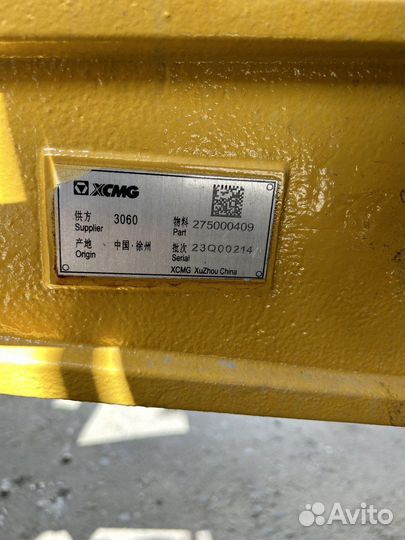 XCMG
供方 3060 物料 275000409
Supplier Part
产地 中国·徐州 批次 23Q00214
Origin Serial
XCMG XuZhou China
Avito